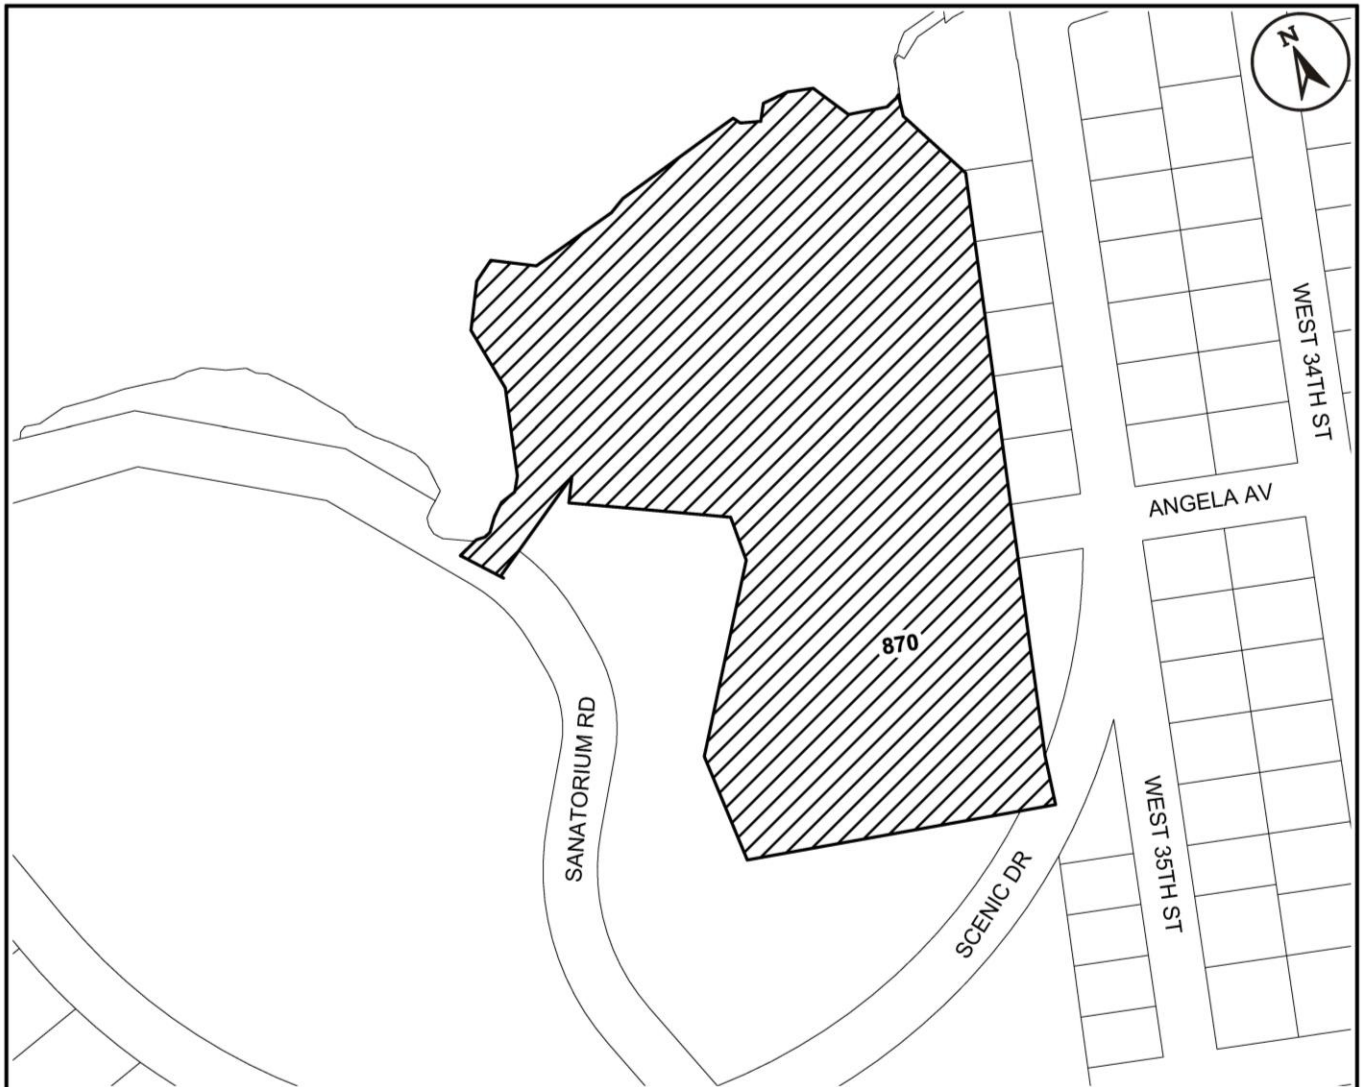 N
WEST 34TH ST
ANGELA AV
870
SANATORIUM RD
WEST 35TH ST
SCENIC DR